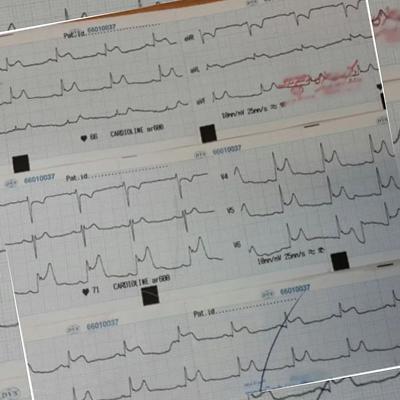 Pat.id. 66010037
aVR
aVL
aVF
66 CARDIOLINE ar600
10mm/mV 25mm/s
66010037 Pat.id.
66010037
V4
V5
V6
71 CARDIOLINE ar600
10mm/mV 25mm/s
66010037
66010037
Pat.id.